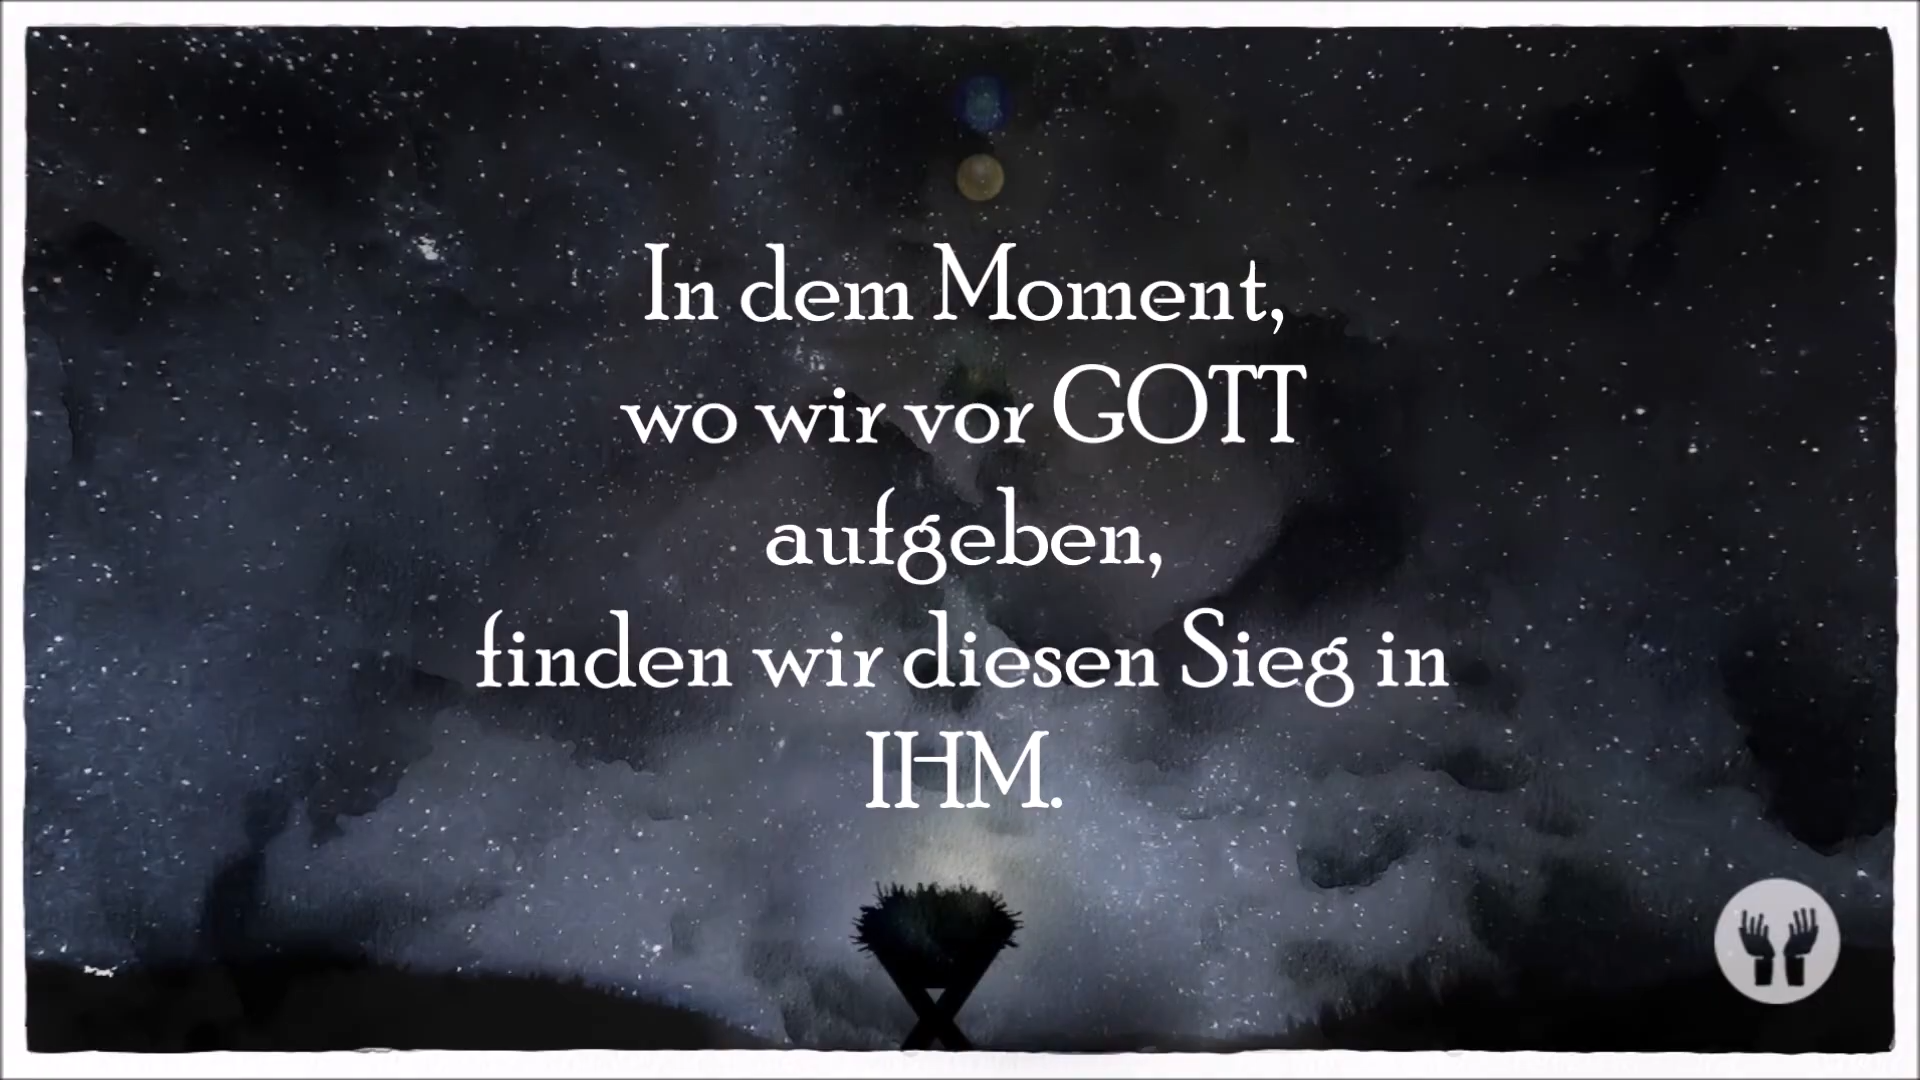 In dem Moment,
wo wir vor GOTT
aufgeben,
finden wir diesen Sieg in
IHM.